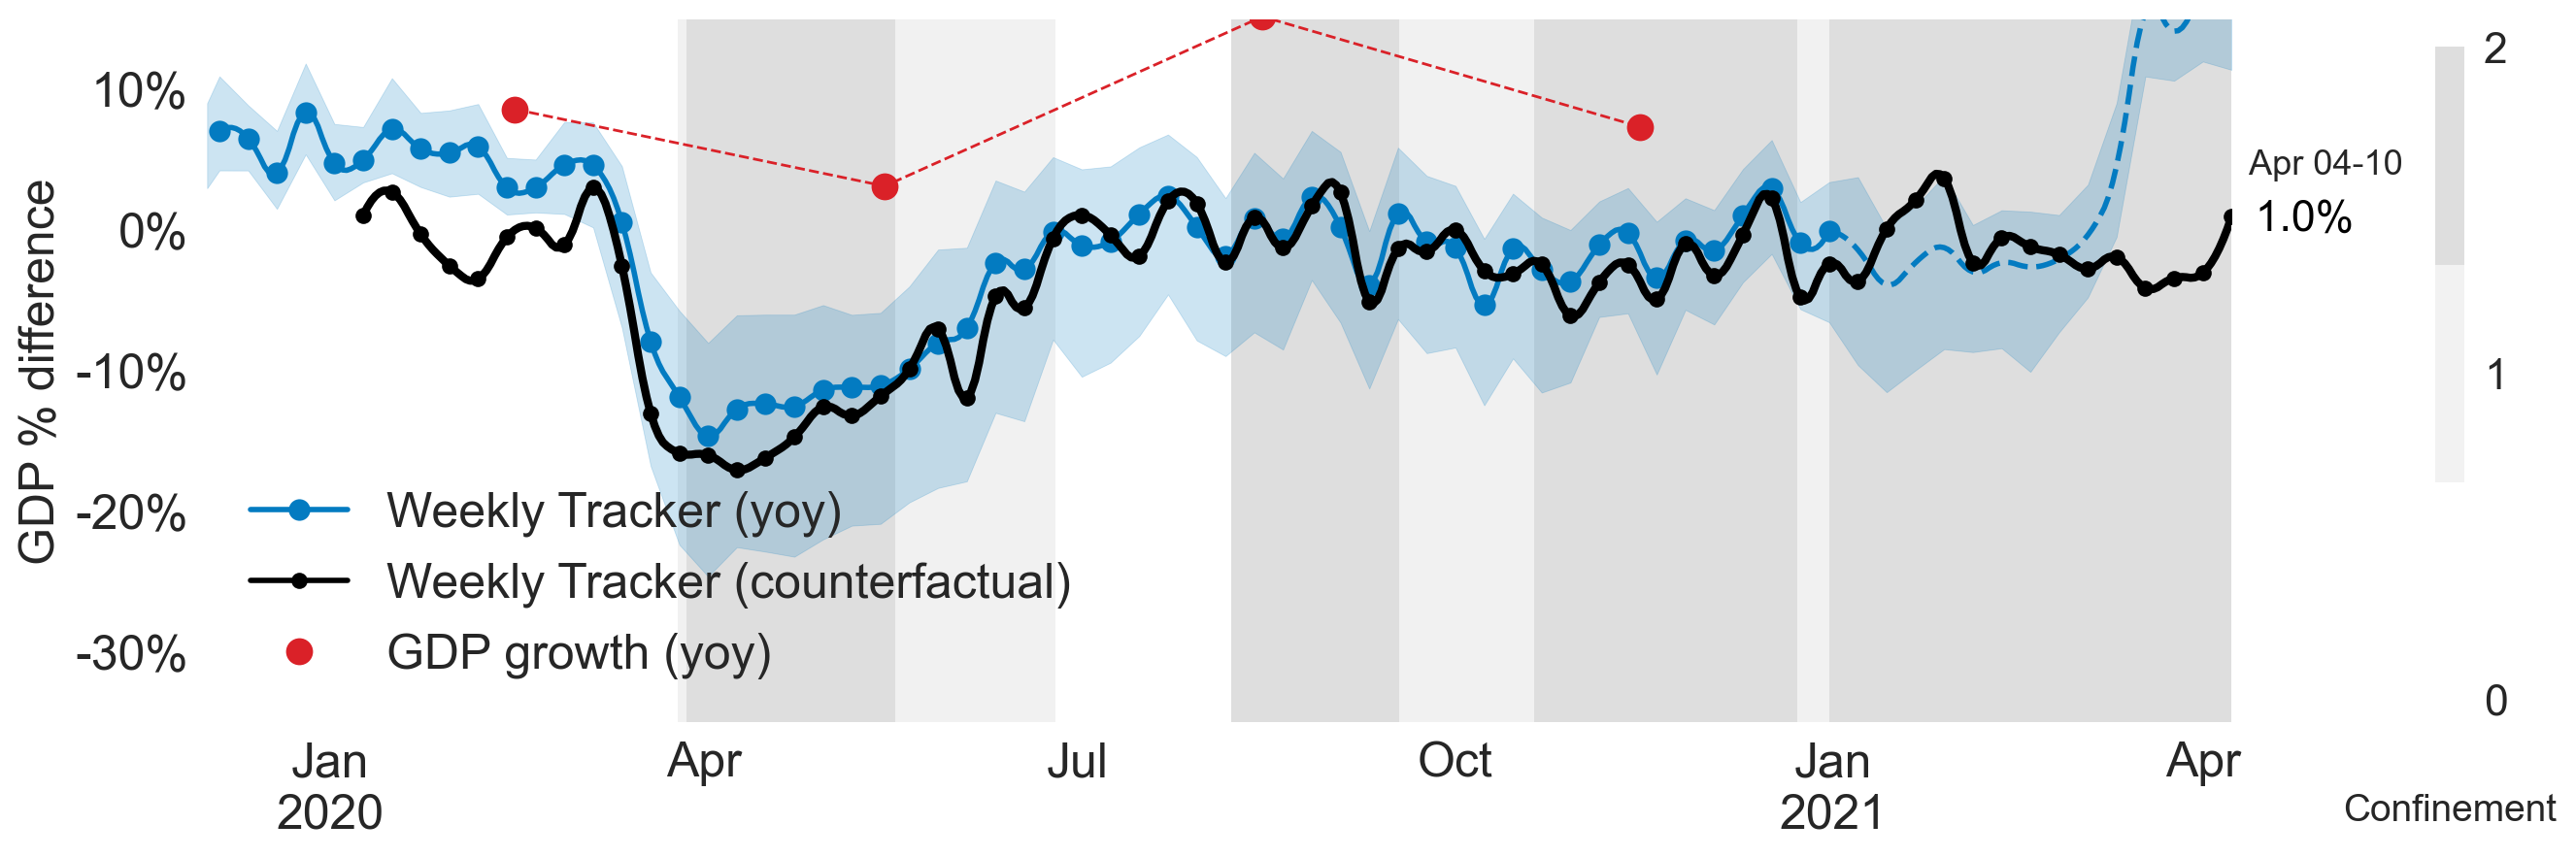 GDP % difference
10%
0%
-10%
-20%
-30%
Weekly Tracker (yoy)
Weekly Tracker (counterfactual)
GDP growth (yoy)
Jan
2020
Apr
Jul
Oct
Jan
2021
Apr
Apr 04-10
1.0%
2
1
0
Confinement